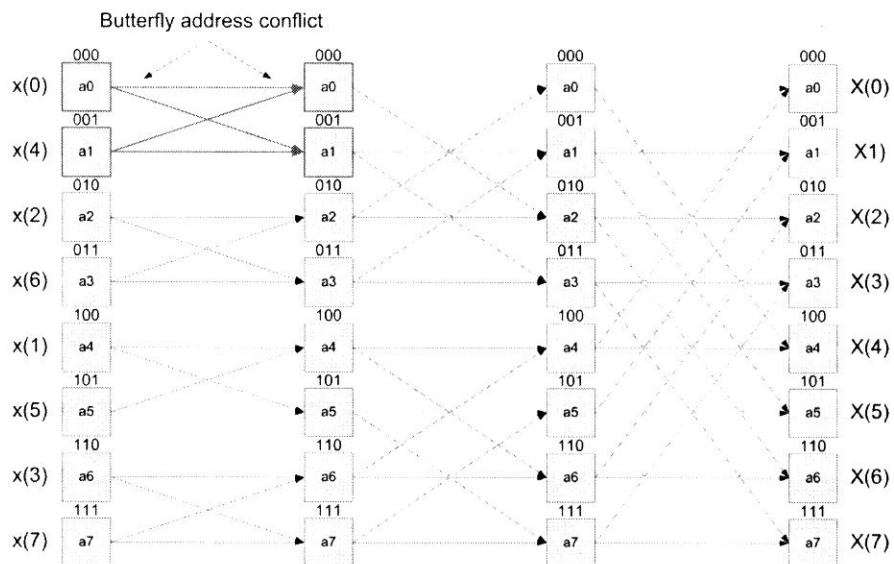 Butterfly address conflict
000 000 000 000
x(0) a0 a0 a0 a0 X(0)
001 001 001 001
x(4) a1 a1 a1 a1 X1)
010 010 010 010
x(2) a2 a2 a2 a2 X(2)
011 011 011 011
x(6) a3 a3 a3 a3 X(3)
100 100 100 100
x(1) a4 a4 a4 a4 X(4)
101 101 101 101
x(5) a5 a5 a5 a5 X(5)
110 110 110 110
x(3) a6 a6 a6 a6 X(6)
111 111 111 111
x(7) a7 a7 a7 a7 X(7)